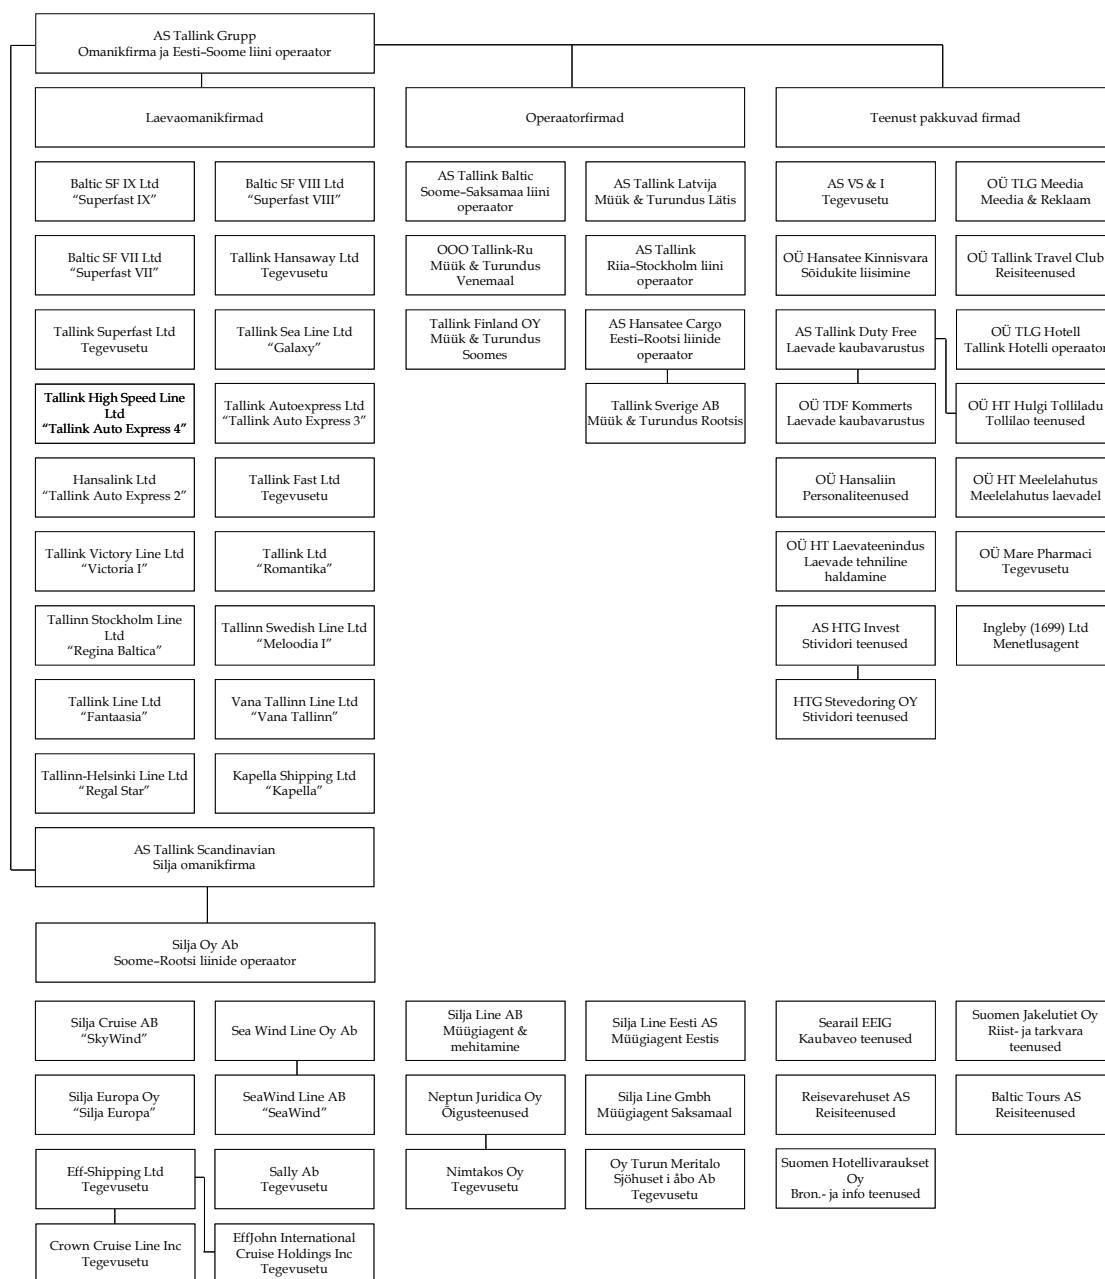 AS Tallink Grupp
Omanikfirma ja Eesti–Soome liini operaator
Laevaomanikfirmad
Operaatorfirmad
Teenust pakkuvad firmad
Baltic SF IX Ltd
“Superfast IX”
Baltic SF VIII Ltd
“Superfast VIII”
AS Tallink Baltic
Soome–Saksamaa liini
operaator
AS Tallink Latvija
Müük & Turundus Lätis
AS VS & I
Tegevusetu
OÜ TLG Meedia
Meedia & Reklaam
Baltic SF VII Ltd
“Superfast VII”
Tallink Hansaway Ltd
Tegevusetu
OOO Tallink-Ru
Müük & Turundus
Venemaal
AS Tallink
Riia–Stockholm liini
operaator
OÜ Hansatee Kinnisvara
Sõidukite liisimine
OÜ Tallink Travel Club
Reisiteenused
Tallink Superfast Ltd
Tegevusetu
Tallink Sea Line Ltd
“Galaxy”
Tallink Finland OY
Müük & Turundus
Soomes
AS Hansatee Cargo
Eesti–Rootsi liinide
operaator
AS Tallink Duty Free
Laevade kaubavarustus
OÜ TLG Hotell
Tallink Hotelli operaator
Tallink High Speed Line
Ltd
“Tallink Auto Express 4”
Tallink Autoexpress Ltd
“Tallink Auto Express 3”
Tallink Sverige AB
Müük & Turundus Rootsis
OÜ TDF Kommerts
Laevade kaubavarustus
OÜ HT Hulgi Tolliladu
Tollilao teenused
Hansalink Ltd
“Tallink Auto Express 2”
Tallink Fast Ltd
Tegevusetu
OÜ Hansaliin
Personaliteenused
OÜ HT Meelelahutus
Meelelahutus laevadel
Tallink Victory Line Ltd
“Victoria I”
Tallink Ltd
“Romantika”
OÜ HT Laevateenindus
Laevade tehniline
haldamine
OÜ Mare Pharmaci
Tegevusetu
Tallinn Stockholm Line
Ltd
“Regina Baltica”
Tallinn Swedish Line Ltd
“Meloodia I”
AS HTG Invest
Stividori teenused
Ingleby (1699) Ltd
Menetlusagent
Tallink Line Ltd
“Fantaasia”
Vana Tallinn Line Ltd
“Vana Tallinn”
HTG Stevedoring OY
Stividori teenused
Tallinn-Helsinki Line Ltd
“Regal Star”
Kapella Shipping Ltd
“Kapella”
AS Tallink Scandinavian
Silja omanikfirma
Silja Oy Ab
Soome–Rootsi liinide operaator
Silja Cruise AB
“SkyWind”
Sea Wind Line Oy Ab
Silja Line AB
Müügiagent &
mehitamine
Silja Line Eesti AS
Müügiagent Eestis
Searail EEIG
Kaubaveo teenused
Suomen Jakelutiet Oy
Riist- ja tarkvara
teenused
Silja Europa Oy
“Silja Europa”
SeaWind Line AB
“SeaWind”
Neptun Juridica Oy
Õigusteenused
Silja Line Gmbh
Müügiagent Saksamaal
Reisevarehuset AS
Reisiteenused
Baltic Tours AS
Reisiteenused
Eff-Shipping Ltd
Tegevusetu
Sally Ab
Tegevusetu
Nimtakos Oy
Tegevusetu
Oy Turun Meritalo
Sjöhuset i åbo Ab
Tegevusetu
Suomen Hotellivaraukset
Oy
Bron.- ja info teenused
Crown Cruise Line Inc
Tegevusetu
EffJohn International
Cruise Holdings Inc
Tegevusetu